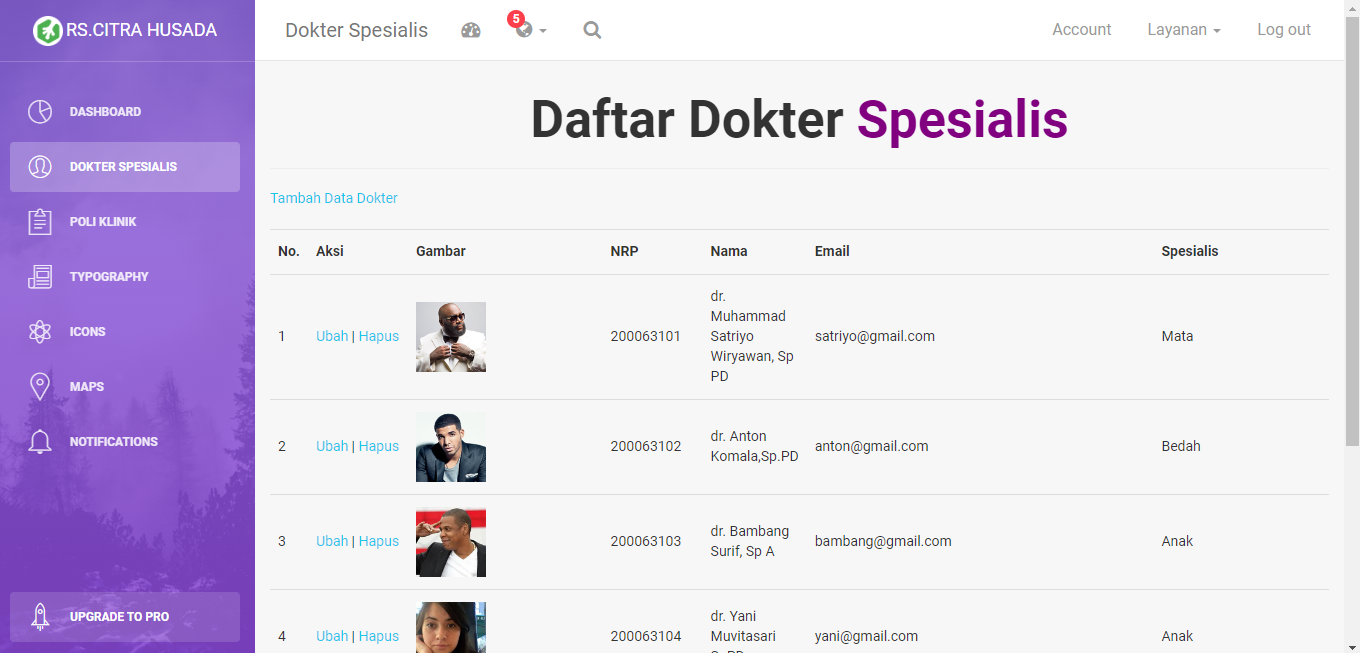 RS.CITRA HUSADA
DASHBOARD
DOKTER SPESIALIS
POLI KLINIK
TYPOGRAPHY
ICONS
MAPS
NOTIFICATIONS
UPGRADE TO PRO
Dokter Spesialis
5
Account
Layanan
Log out
Daftar Dokter Spesialis
Tambah Data Dokter
No. Aksi Gambar NRP Nama Email Spesialis
1 Ubah | Hapus 200063101 dr. Muhammad Satriyo Wiryawan, Sp PD satriyo@gmail.com Mata
2 Ubah | Hapus 200063102 dr. Anton Komala,Sp.PD anton@gmail.com Bedah
3 Ubah | Hapus 200063103 dr. Bambang Surif, Sp A bambang@gmail.com Anak
4 Ubah | Hapus 200063104 dr. Yani Muvitasari yani@gmail.com Anak